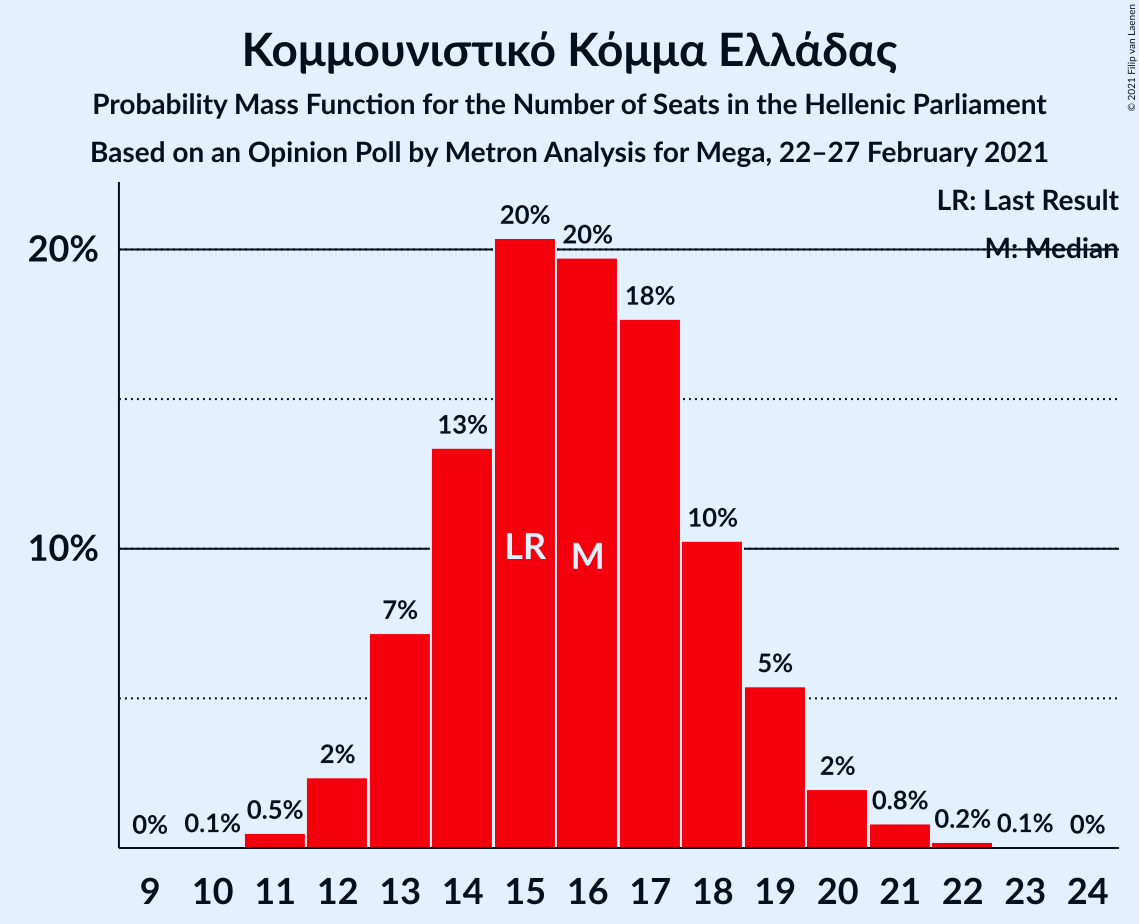 Κομμουνιστικό Κόμμα Ελλάδας
Probability Mass Function for the Number of Seats in the Hellenic Parliament
Based on an Opinion Poll by Metron Analysis for Mega, 22–27 February 2021
© 2021 Filip van Laenen
LR: Last Result
M: Median
20%
10%
0%
0.1%
0.5%
2%
7%
13%
20%
20%
18%
10%
5%
2%
0.8%
0.2%
0.1%
0%
LR
M
9 10 11 12 13 14 15 16 17 18 19 20 21 22 23 24